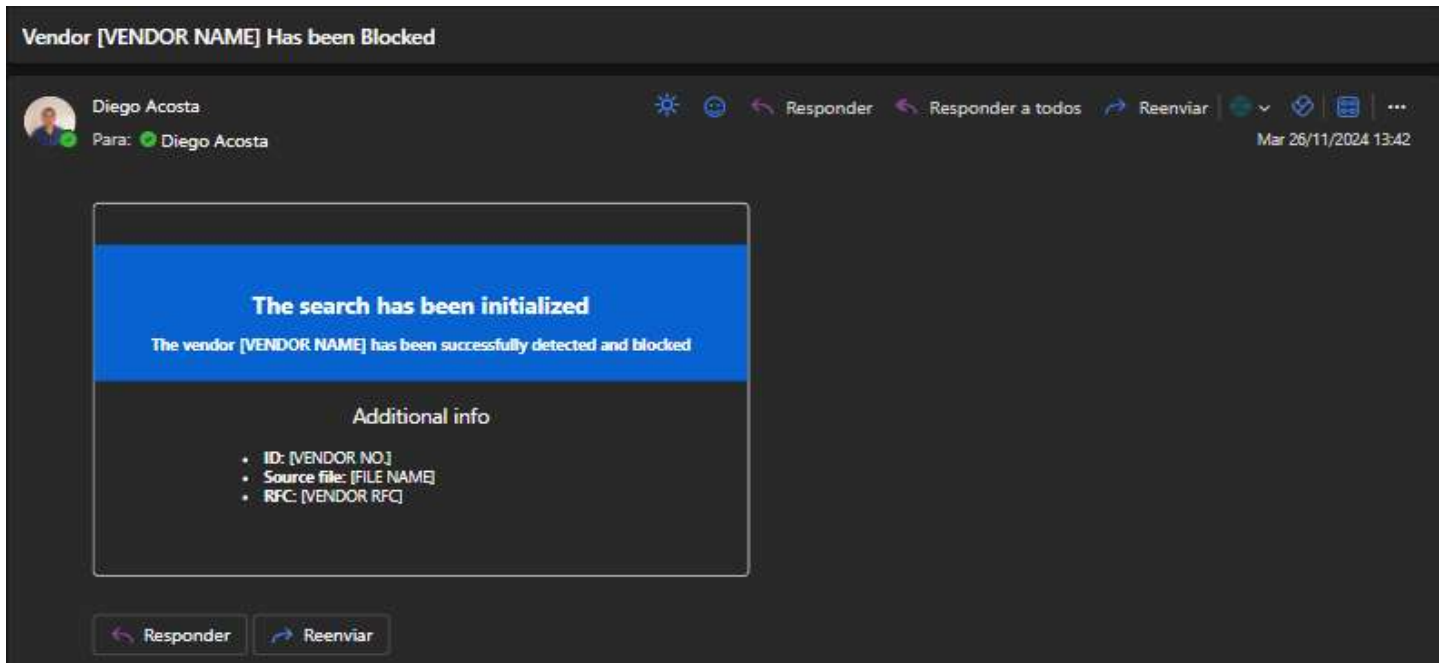 Vendor [VENDOR NAME] Has been Blocked
Diego Acosta
Responder
Responder a todos
Reenviar
Para: Diego Acosta
Mar 26/11/2024 13:42
The search has been initialized
The vendor [VENDOR NAME] has been successfully detected and blocked
Additional info
• ID: [VENDOR NO.]
• Source file: [FILE NAME]
• RFC: [VENDOR RFC]
Responder
Reenviar